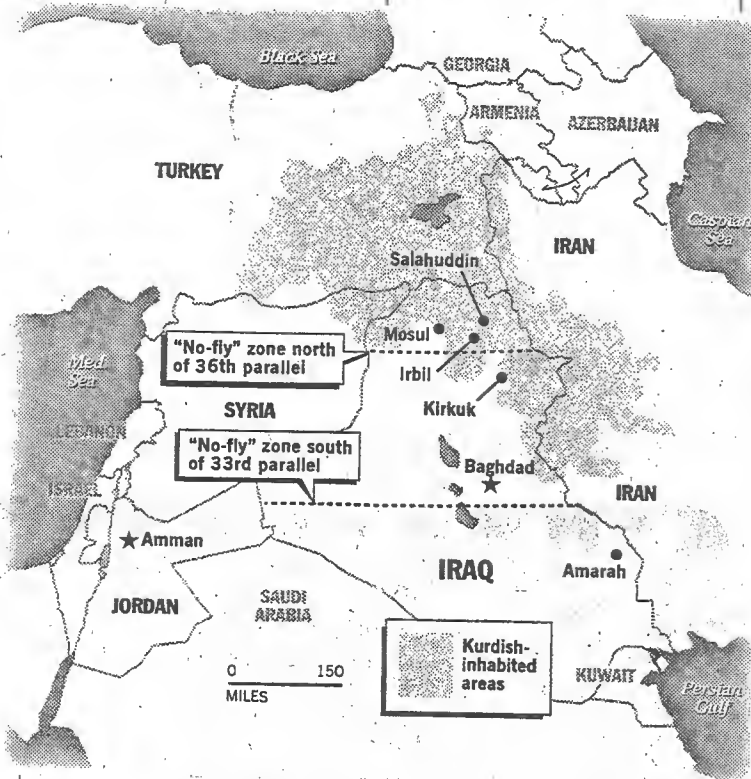 Black Sea
GEORGIA
ARMENIA
AZERBAIJAN
TURKEY
Caspian
Sea
IRAN
Salahuddin
Mosul
"No-fly" zone north
of 36th parallel
Irbil
Med.
Sea
Kirkuk
SYRIA
LEBANON
"No-fly" zone south
of 33rd parallel
Baghdad
ISRAEL
IRAN
Amman
IRAQ
Amarah
JORDAN
SAUDI
ARABIA
Kurdish-
inhabited
areas
0 150
MILES
KUWAIT
Persian
Gulf